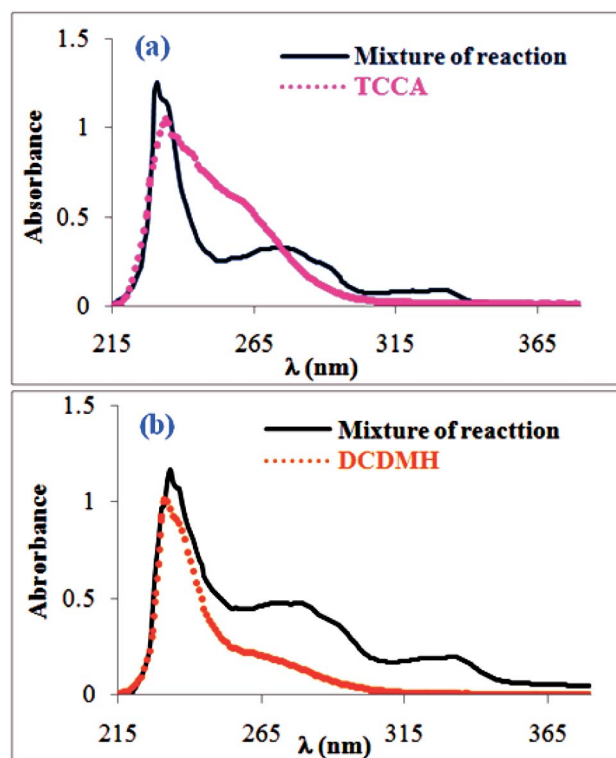 (a)
Mixture of reaction
TCCA
Absorbance
1.5
1
0.5
0
215 265 315 365
λ (nm)
(b)
Mixture of reacttion
DCDMH
Abrorbance
1.5
1
0.5
0
215 265 315 365
λ (nm)